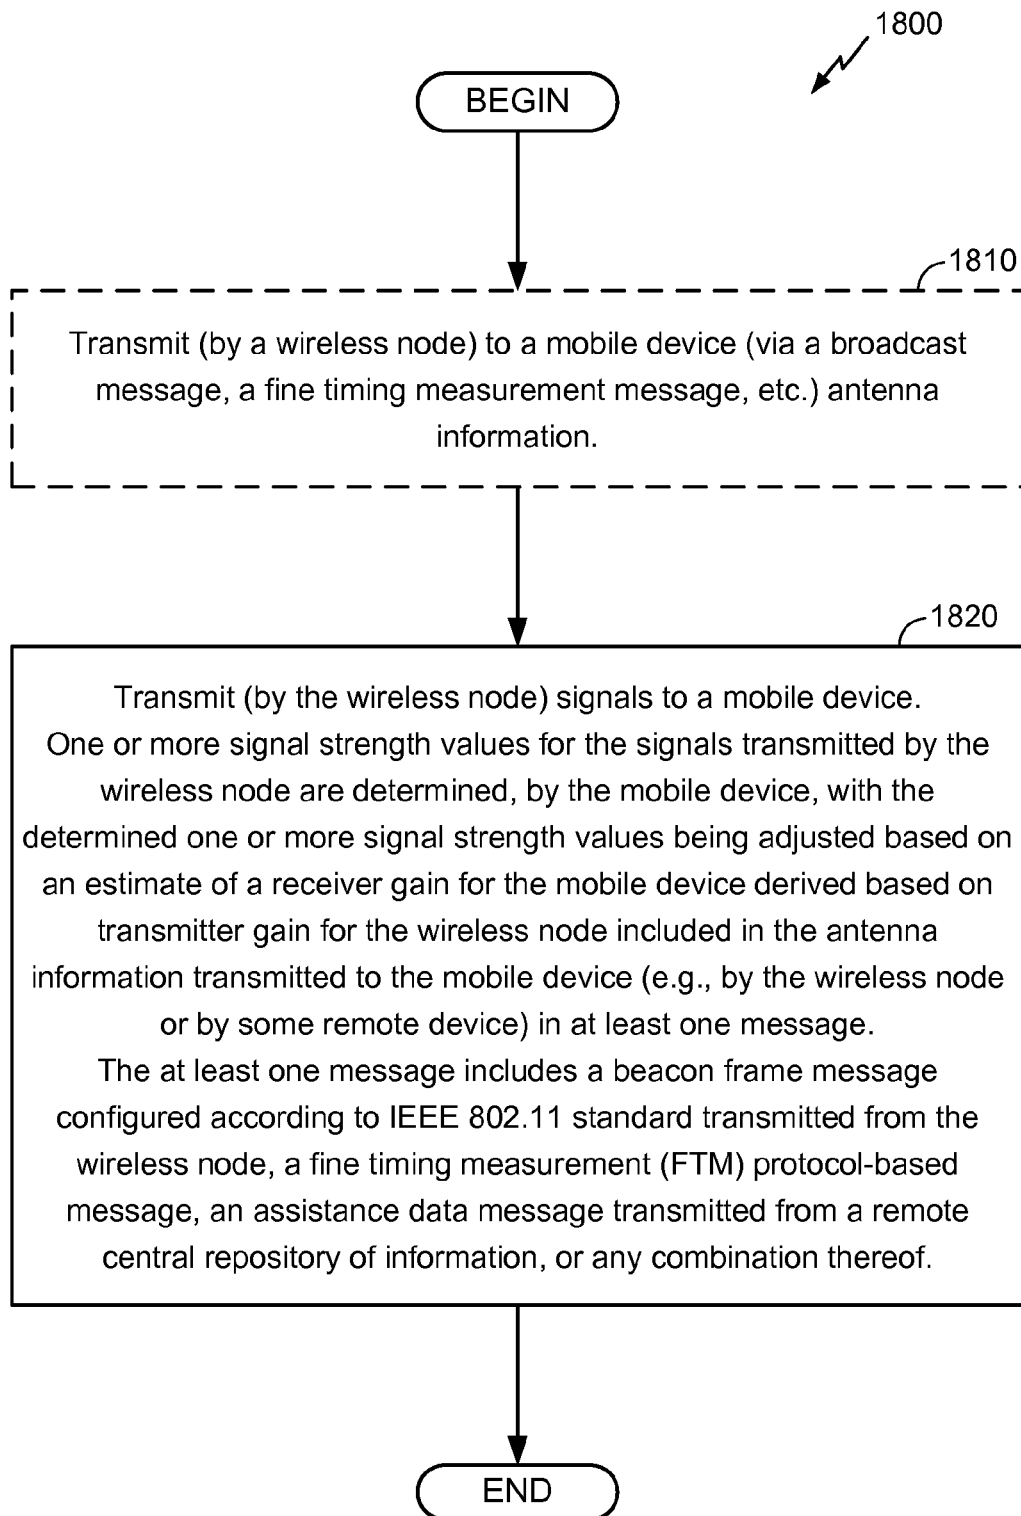 1800
BEGIN
1810
Transmit (by a wireless node) to a mobile device (via a broadcast
message, a fine timing measurement message, etc.) antenna
information.
1820
Transmit (by the wireless node) signals to a mobile device.
One or more signal strength values for the signals transmitted by the
wireless node are determined, by the mobile device, with the
determined one or more signal strength values being adjusted based on
an estimate of a receiver gain for the mobile device derived based on
transmitter gain for the wireless node included in the antenna
information transmitted to the mobile device (e.g., by the wireless node
or by some remote device) in at least one message.
The at least one message includes a beacon frame message
configured according to IEEE 802.11 standard transmitted from the
wireless node, a fine timing measurement (FTM) protocol-based
message, an assistance data message transmitted from a remote
central repository of information, or any combination thereof.
END